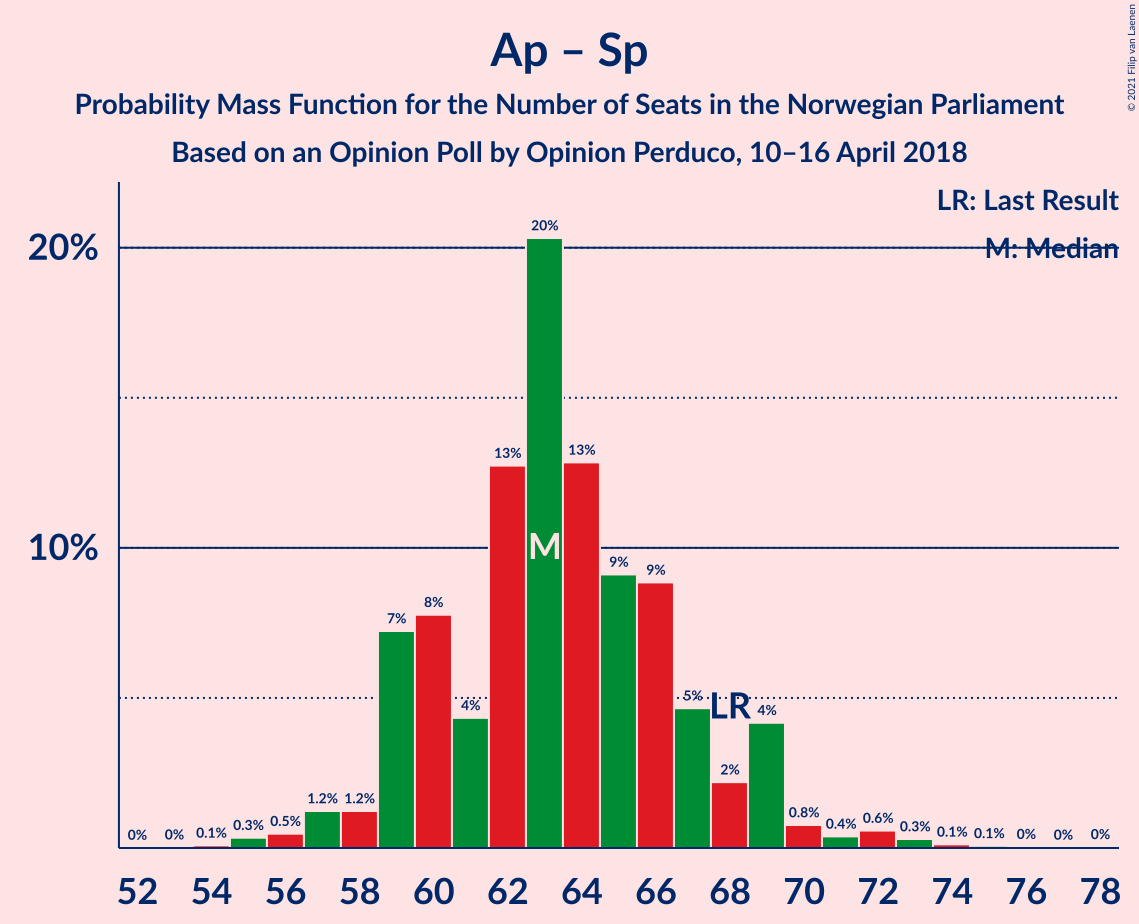 © 2021 Filip van Laenen
Ap – Sp
Probability Mass Function for the Number of Seats in the Norwegian Parliament
Based on an Opinion Poll by Opinion Perduco, 10–16 April 2018
LR: Last Result
M: Median
20%
10%
0% 0% 0.1% 0.3% 0.5% 1.2% 1.2% 7% 8% 4% 13% 20% 13% 9% 9% 5% 2% 4% 0.8% 0.4% 0.6% 0.3% 0.1% 0.1% 0% 0% 0%
M
LR
52 54 56 58 60 62 64 66 68 70 72 74 76 78